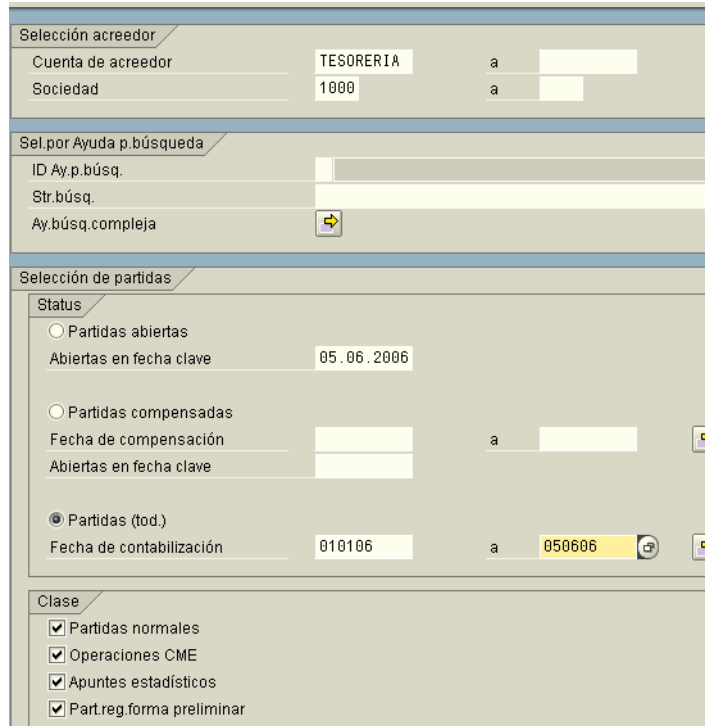 Selección acreedor
Cuenta de acreedor TESORERIA a
Sociedad 1000 a
Sel.por Ayuda p.búsqueda
ID Ay.p.búsq.
Str.búsq.
Ay.búsq.compleja
Selección de partidas
Status
Partidas abiertas
Abiertas en fecha clave 05.06.2006
Partidas compensadas
Fecha de compensación a
Abiertas en fecha clave
Partidas (tod.)
Fecha de contabilización 010106 a 050606
Clase
Partidas normales
Operaciones CME
Apuntes estadísticos
Part.reg.forma preliminar